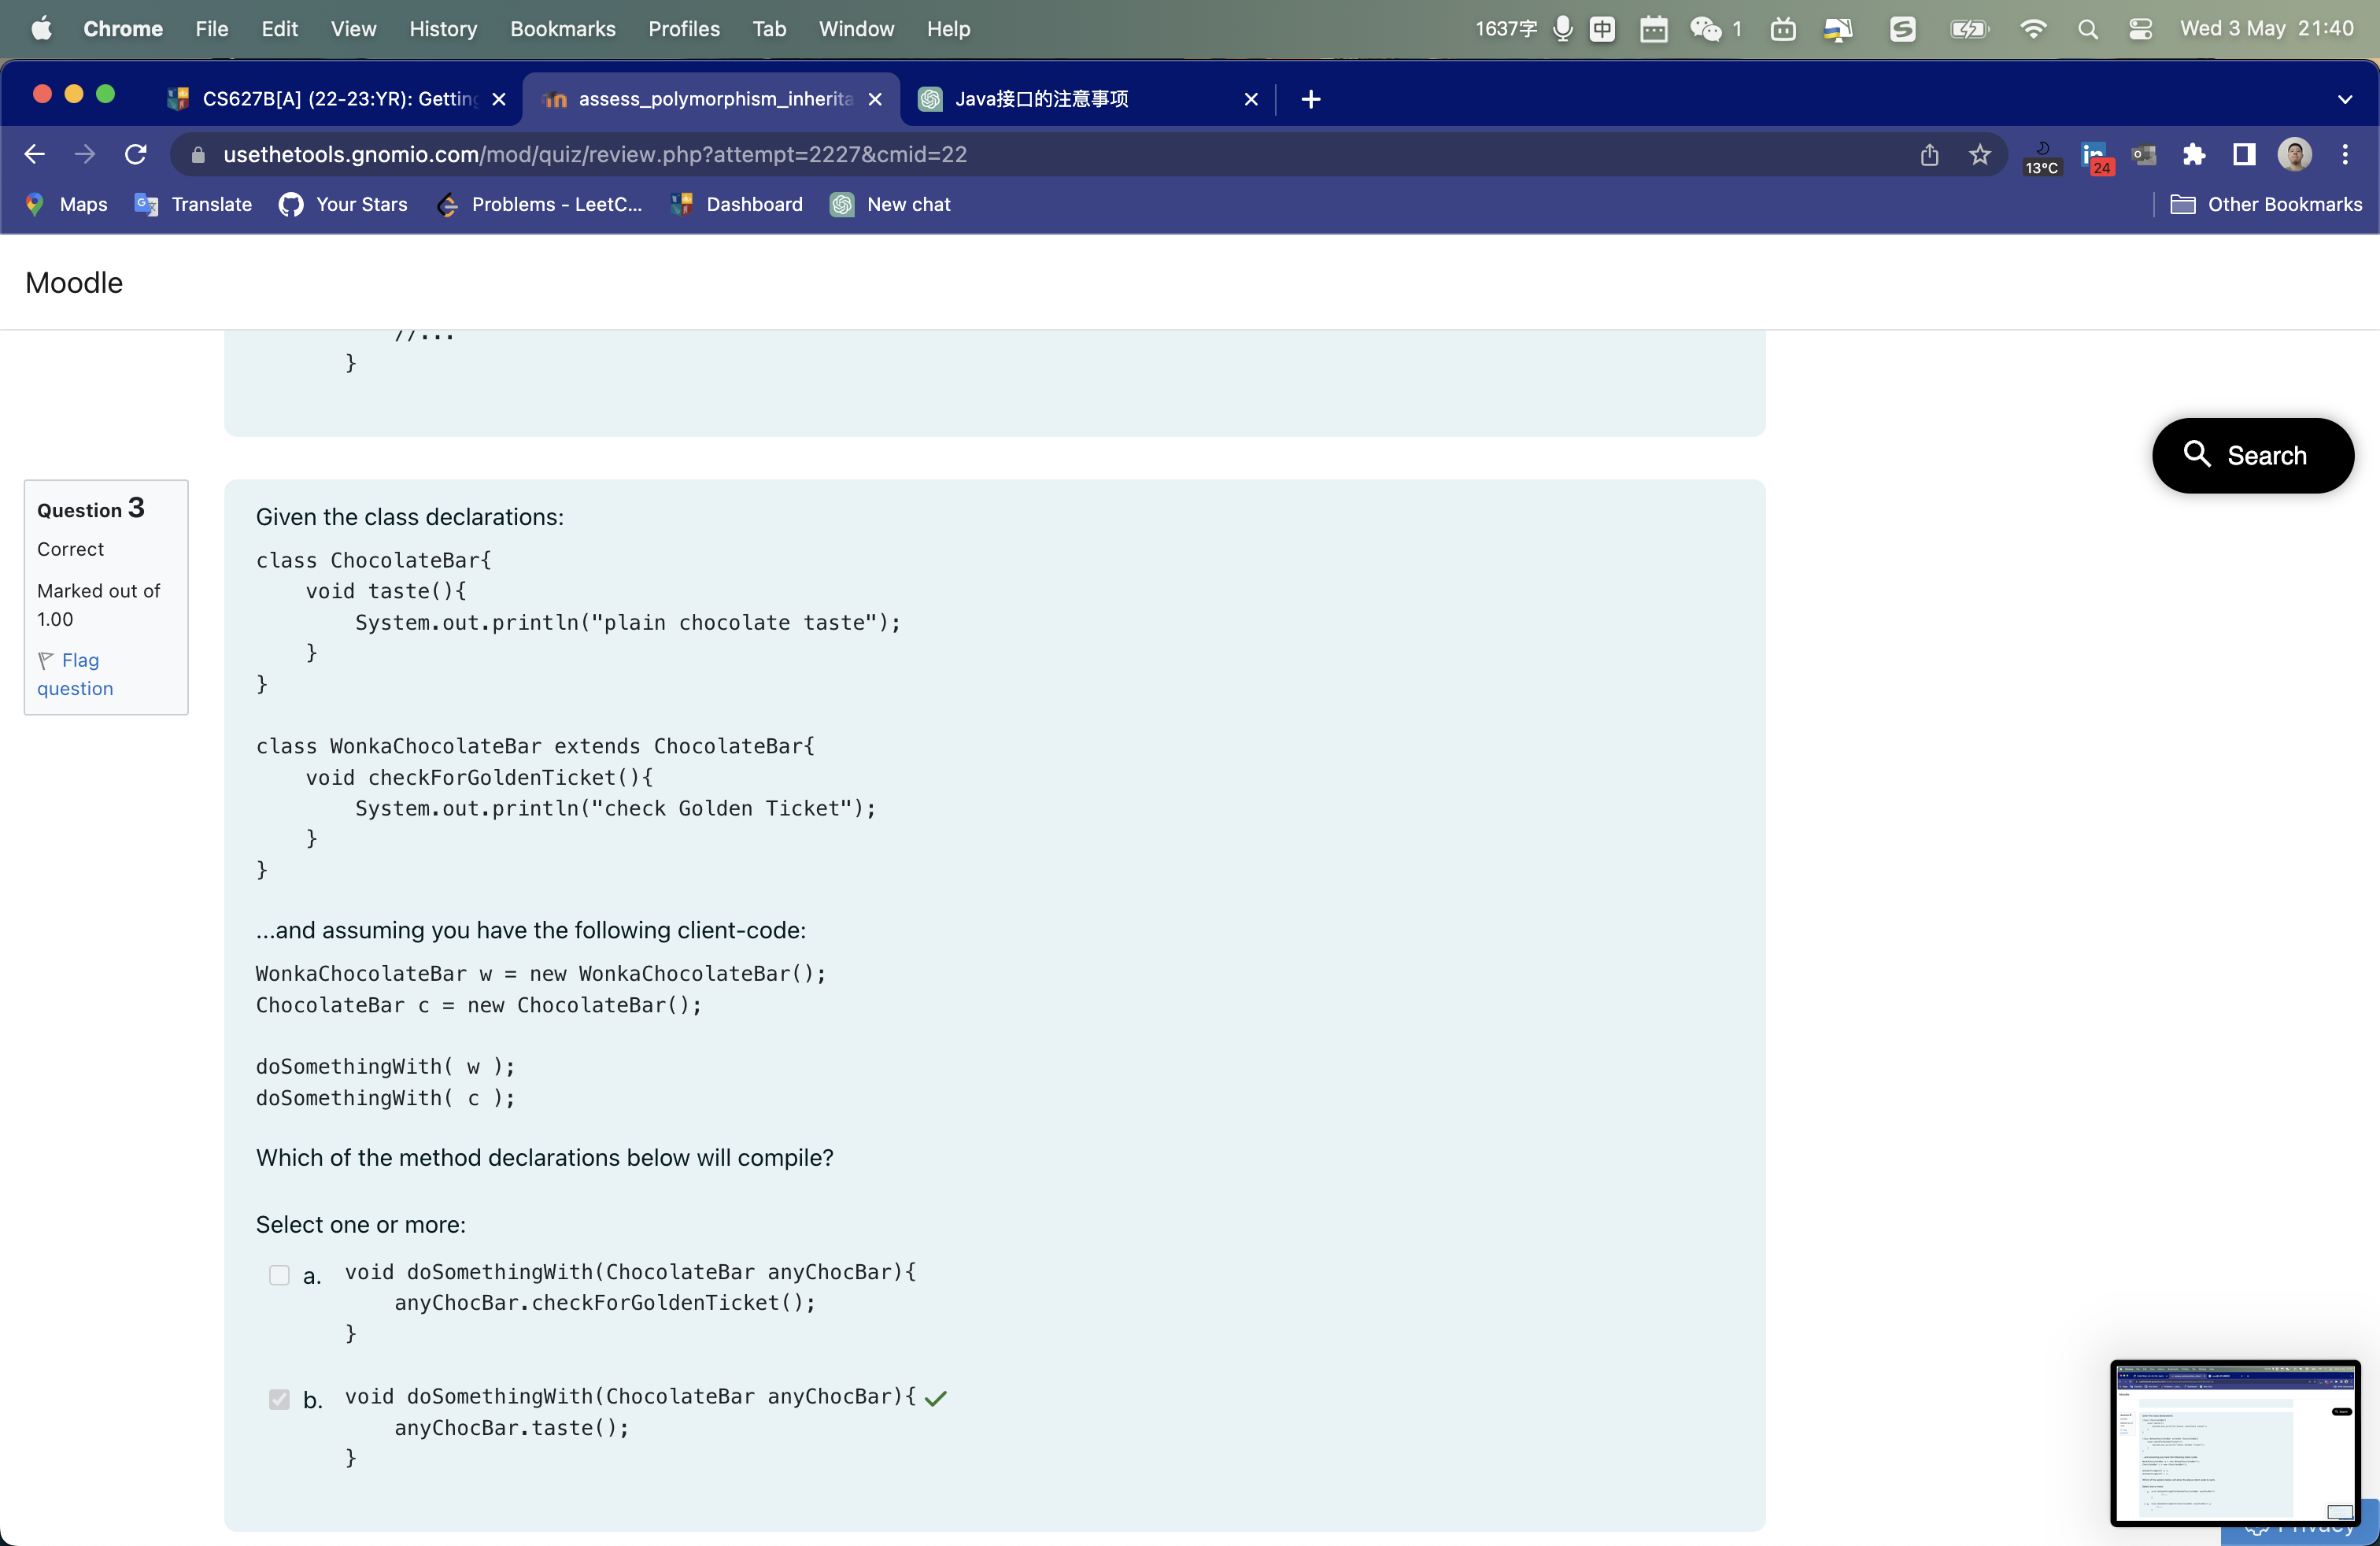 Chrome File Edit View History Bookmarks Profiles Tab Window Help 1637字 中 1 Wed 3 May 21:40
CS627B[A] (22-23:YR): Getting assess_polymorphism_inherita Java接口的注意事项
usethetools.gnomio.com/mod/quiz/review.php?attempt=2227&cmid=22 13°C in 24
Maps Translate Your Stars Problems - LeetC... Dashboard New chat Other Bookmarks
Moodle
//...
}
Search
Question 3
Correct
Marked out of
1.00
Flag
question
Given the class declarations:
class ChocolateBar{
void taste(){
System.out.println("plain chocolate taste");
}
}
class WonkaChocolateBar extends ChocolateBar{
void checkForGoldenTicket(){
System.out.println("check Golden Ticket");
}
}
...and assuming you have the following client-code:
WonkaChocolateBar w = new WonkaChocolateBar();
ChocolateBar c = new ChocolateBar();
doSomethingWith( w );
doSomethingWith( c );
Which of the method declarations below will compile?
Select one or more:
a. void doSomethingWith(ChocolateBar anyChocBar){
anyChocBar.checkForGoldenTicket();
}
b. void doSomethingWith(ChocolateBar anyChocBar){
anyChocBar.taste();
}
Privacy